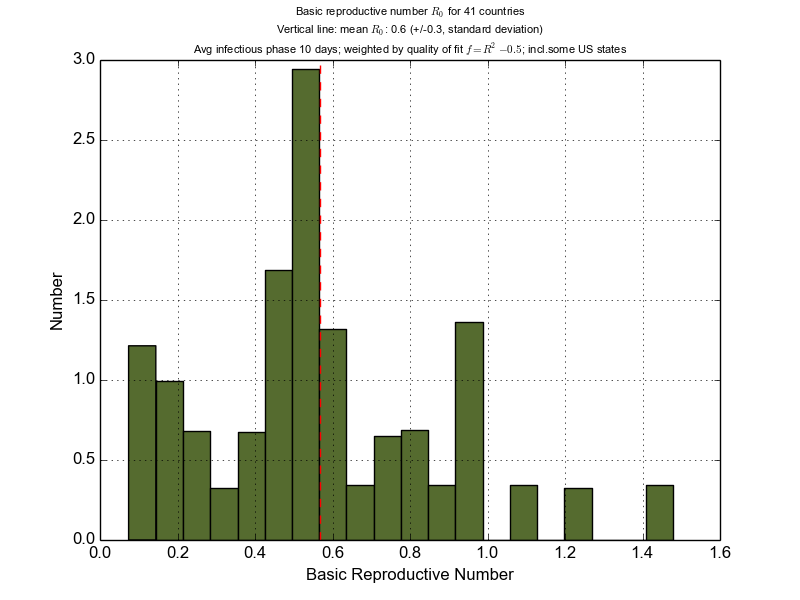 Basic reproductive number R₀ for 41 countries
Vertical line: mean R₀: 0.6 (+/-0.3, standard deviation)
Avg infectious phase 10 days; weighted by quality of fit f=R² −0.5; incl.some US states
3.0
2.5
2.0
1.5
1.0
0.5
0.0
Number
0.0 0.2 0.4 0.6 0.8 1.0 1.2 1.4 1.6
Basic Reproductive Number